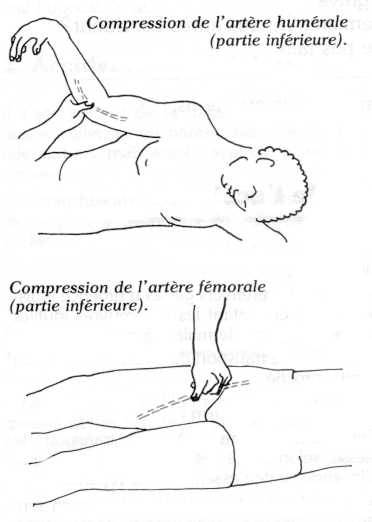 Compression de l'artère humérale
(partie inférieure).
Compression de l'artère fémorale
(partie inférieure).